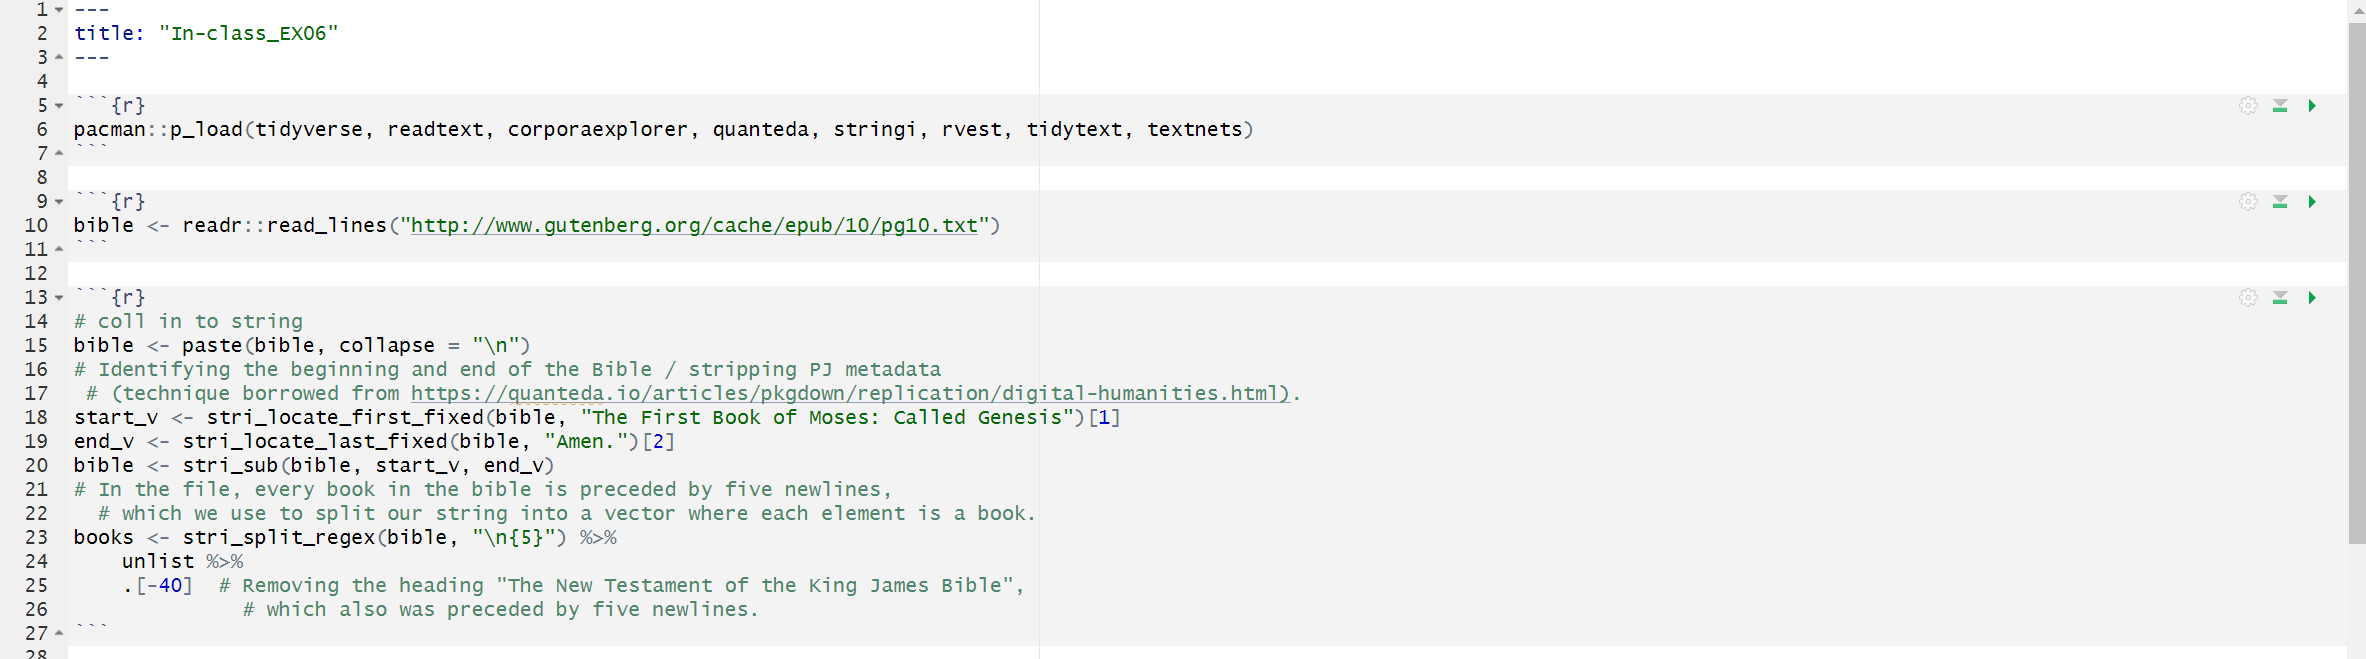 1 ---
2 title: "In-class_EX06"
3 ---
4
5 ```{r}
6 pacman::p_load(tidyverse, readtext, corporaexplorer, quanteda, stringi, rvest, tidytext, textnets)
7 ```
8
9 ```{r}
10 bible <- readr::read_lines("http://www.gutenberg.org/cache/epub/10/pg10.txt")
11 ```
12
13 ```{r}
14 # coll in to string
15 bible <- paste(bible, collapse = "\n")
16 # Identifying the beginning and end of the Bible / stripping PJ metadata
17  # (technique borrowed from https://quanteda.io/articles/pkgdown/replication/digital-humanities.html).
18 start_v <- stri_locate_first_fixed(bible, "The First Book of Moses: Called Genesis")[1]
19 end_v <- stri_locate_last_fixed(bible, "Amen.")[2]
20 bible <- stri_sub(bible, start_v, end_v)
21 # In the file, every book in the bible is preceded by five newlines,
22   # which we use to split our string into a vector where each element is a book.
23 books <- stri_split_regex(bible, "\n{5}") %>%
24     unlist %>%
25     .[-40]  # Removing the heading "The New Testament of the King James Bible",
26               # which also was preceded by five newlines.
27 ```
28